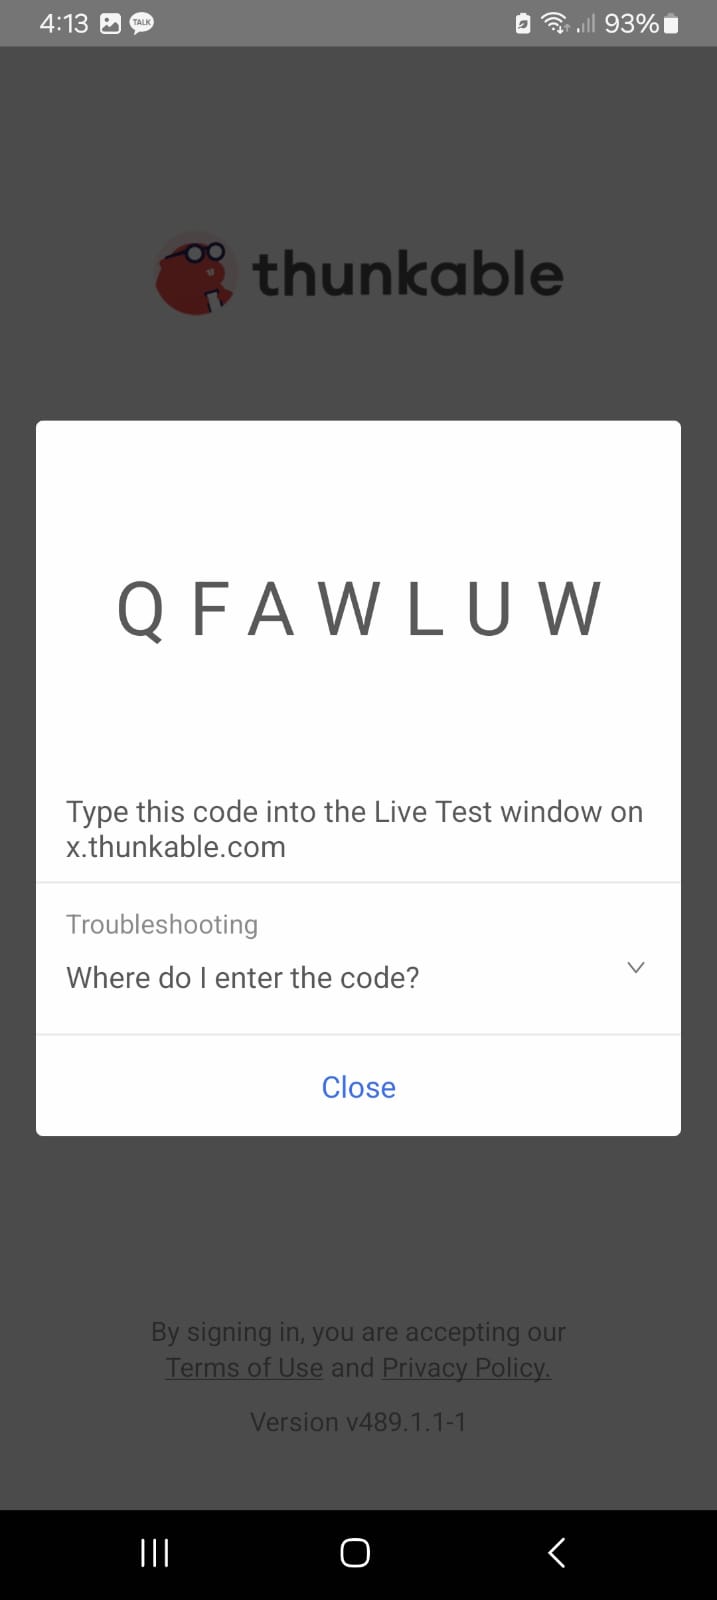 4:13 TALK 93%
thunkable
QFAWLUW
Type this code into the Live Test window on
x.thunkable.com
Troubleshooting
Where do I enter the code?
Close
By signing in, you are accepting our
Terms of Use and Privacy Policy.
Version v489.1.1-1